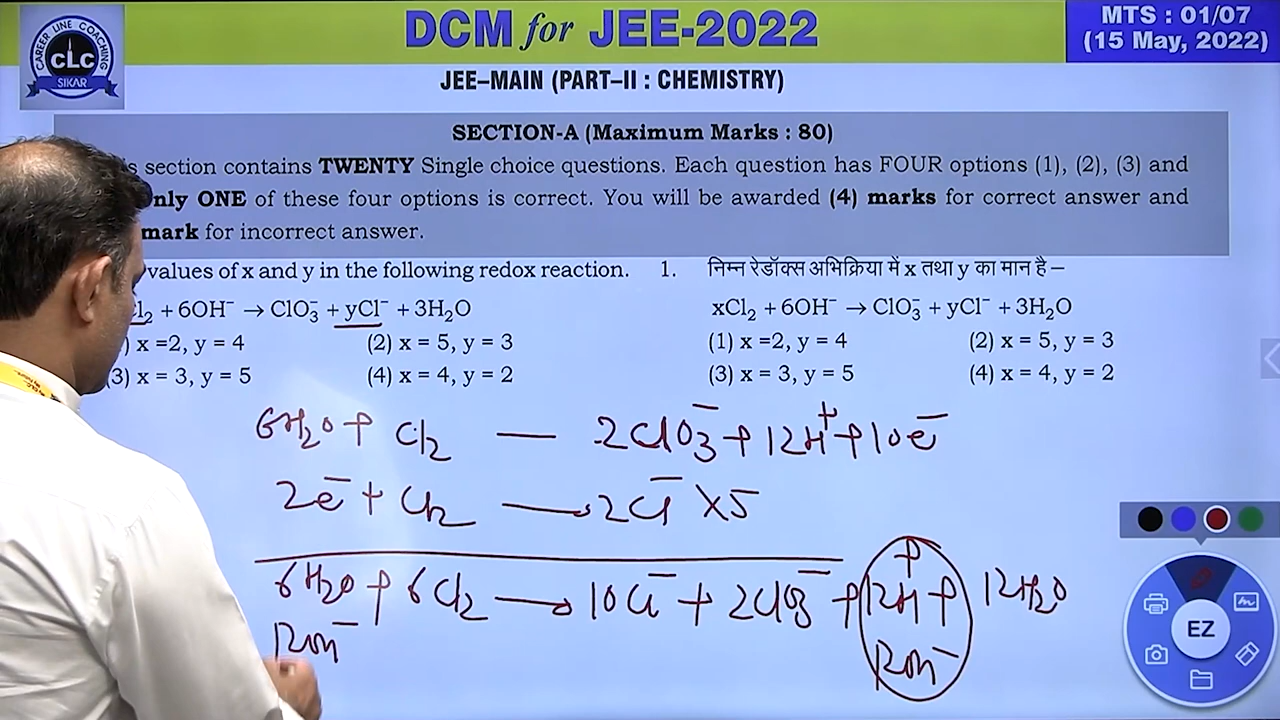 DCM for JEE-2022
MTS : 01/07
(15 May, 2022)
CAREER LINE COACHING
CLC
SIKAR
JEE–MAIN (PART–II : CHEMISTRY)
SECTION-A (Maximum Marks : 80)
section contains TWENTY Single choice questions. Each question has FOUR options (1), (2), (3) and
ONE of these four options is correct. You will be awarded (4) marks for correct answer and
mark for incorrect answer.
values of x and y in the following redox reaction.
+ 6OH⁻ → ClO₃⁻ + yCl⁻ + 3H₂O
x =2, y = 4 (2) x = 5, y = 3
(3) x = 3, y = 5 (4) x = 4, y = 2
1. निम्न रेडॉक्स अभिक्रिया में x तथा y का मान है –
xCl₂ + 6OH⁻ → ClO₃⁻ + yCl⁻ + 3H₂O
(1) x =2, y = 4 (2) x = 5, y = 3
(3) x = 3, y = 5 (4) x = 4, y = 2
6H₂O + Cl₂ — 2ClO₃⁻ + 12H⁺ + 10e⁻
2e⁻ + Cl₂ → 2Cl⁻ × 5
6H₂O + 6Cl₂ → 10Cl⁻ + 2ClO₃⁻ + 12H⁺ + 12H₂O
12OH⁻ 12OH⁻
EZ